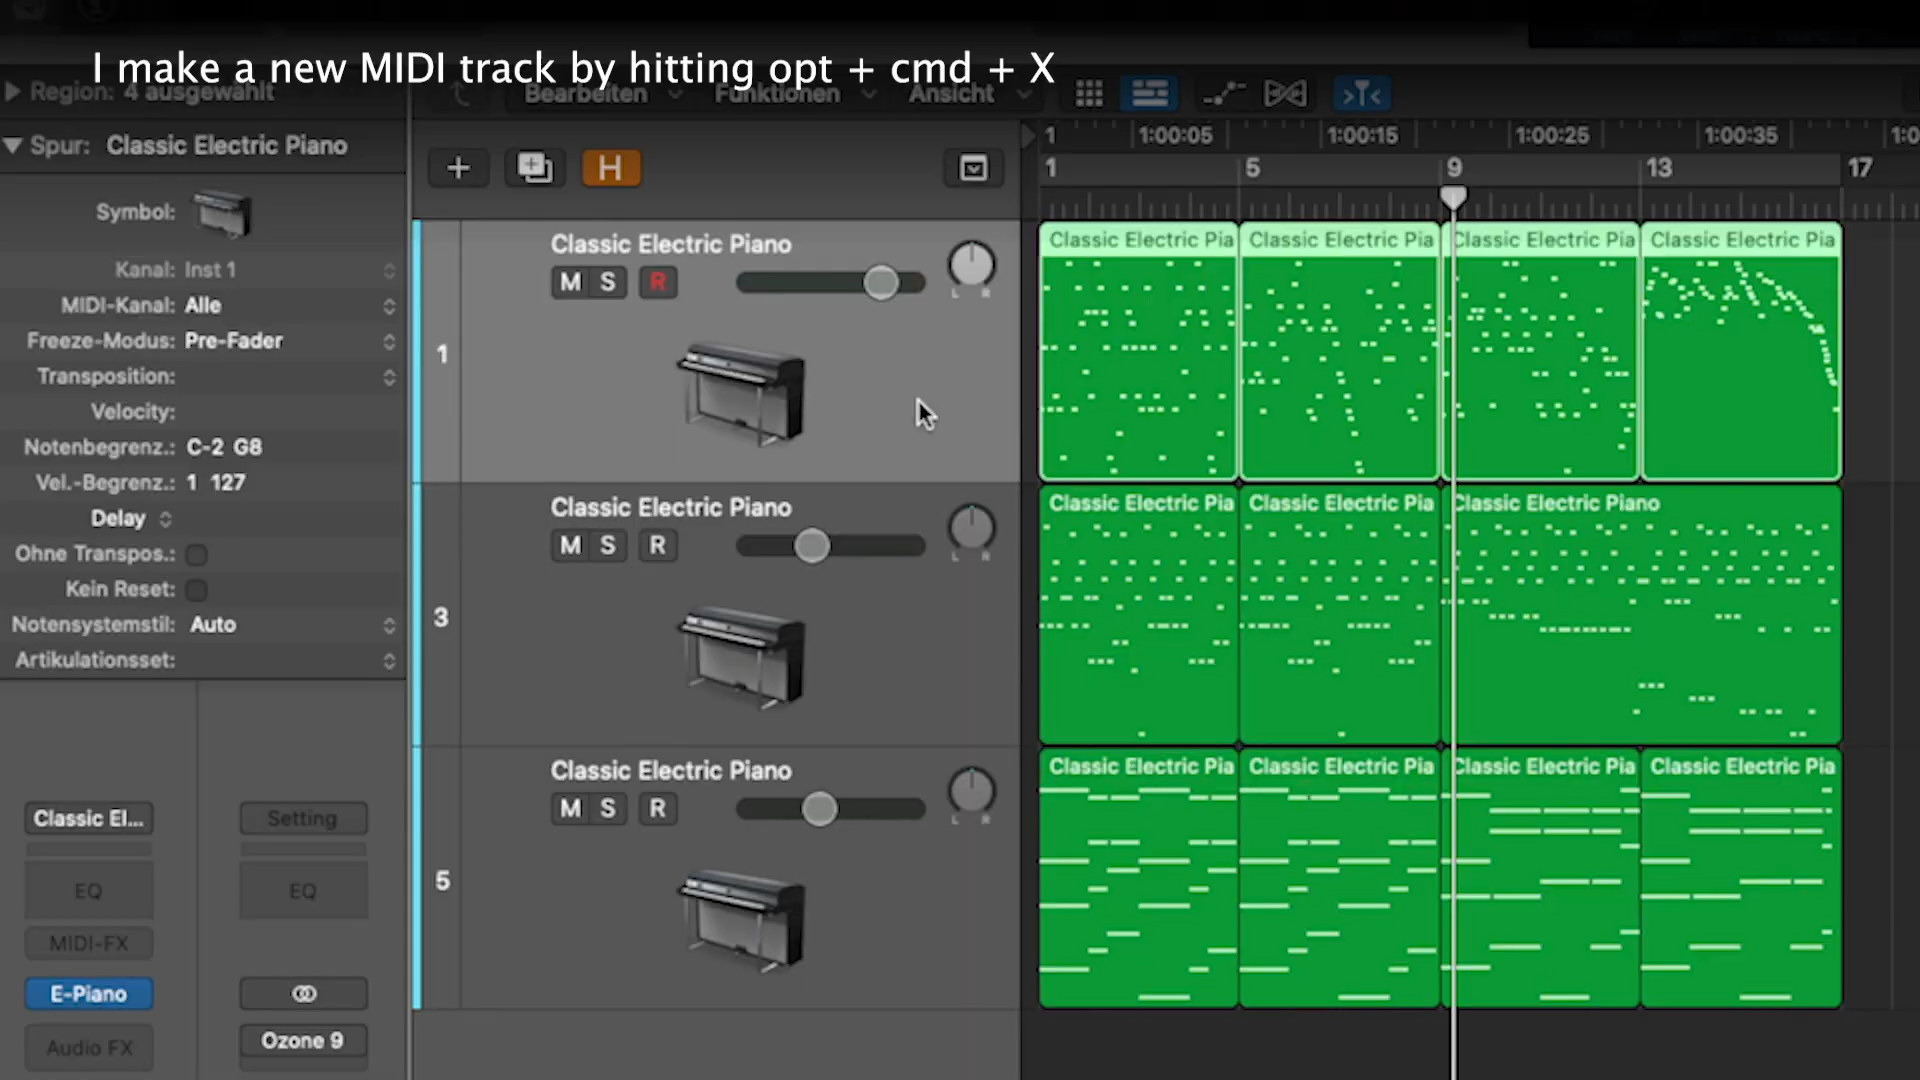 I make a new MIDI track by hitting opt + cmd + X
Region: 4 ausgewählt
Bearbeiten Funktionen Ansicht
Spur: Classic Electric Piano
Symbol:
Kanal: Inst 1
MIDI-Kanal: Alle
Freeze-Modus: Pre-Fader
Transposition:
Velocity:
Notenbegrenz.: C-2 G8
Vel.-Begrenz.: 1 127
Delay
Ohne Transpos.:
Kein Reset:
Notensystemstil: Auto
Artikulationsset:
Classic El... Setting
EQ EQ
MIDI-FX
E-Piano
Audio FX Ozone 9
+ H
1 1:00:05 1:00:15 1:00:25 1:00:35
1 5 9 13 17
1
Classic Electric Piano
M S R
L R
Classic Electric Pia Classic Electric Pia Classic Electric Pia Classic Electric Pia
3
Classic Electric Piano
M S R
L R
Classic Electric Pia Classic Electric Pia Classic Electric Piano
5
Classic Electric Piano
M S R
L R
Classic Electric Pia Classic Electric Pia Classic Electric Pia Classic Electric Pia